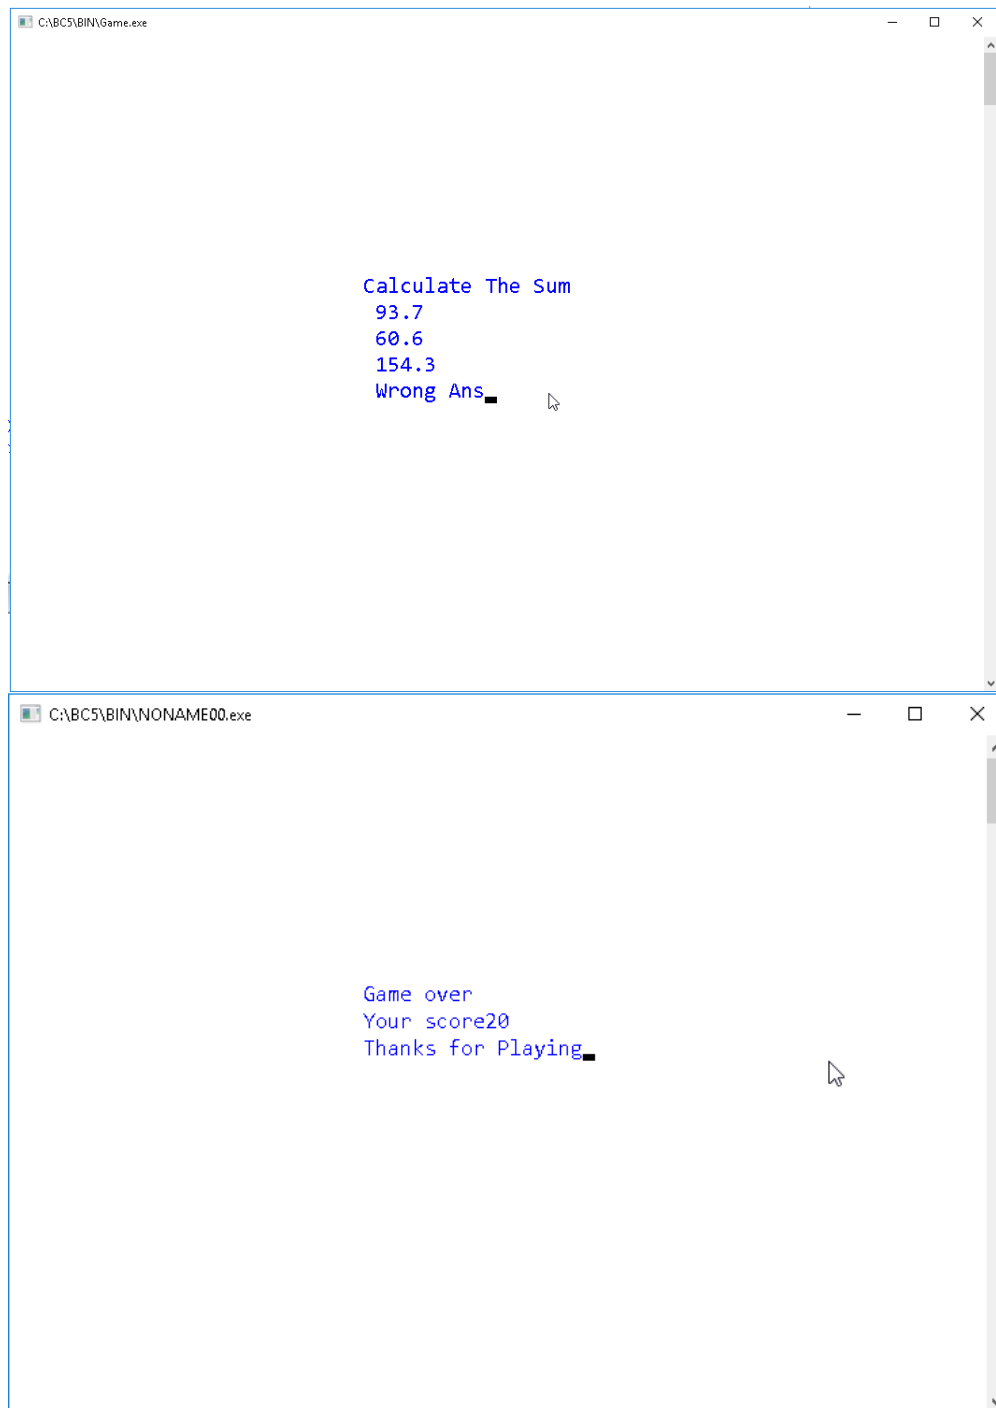 C:\BC5\BIN\Game.exe
Calculate The Sum
93.7
60.6
154.3
Wrong Ans
C:\BC5\BIN\NONAME00.exe
Game over
Your score20
Thanks for Playing